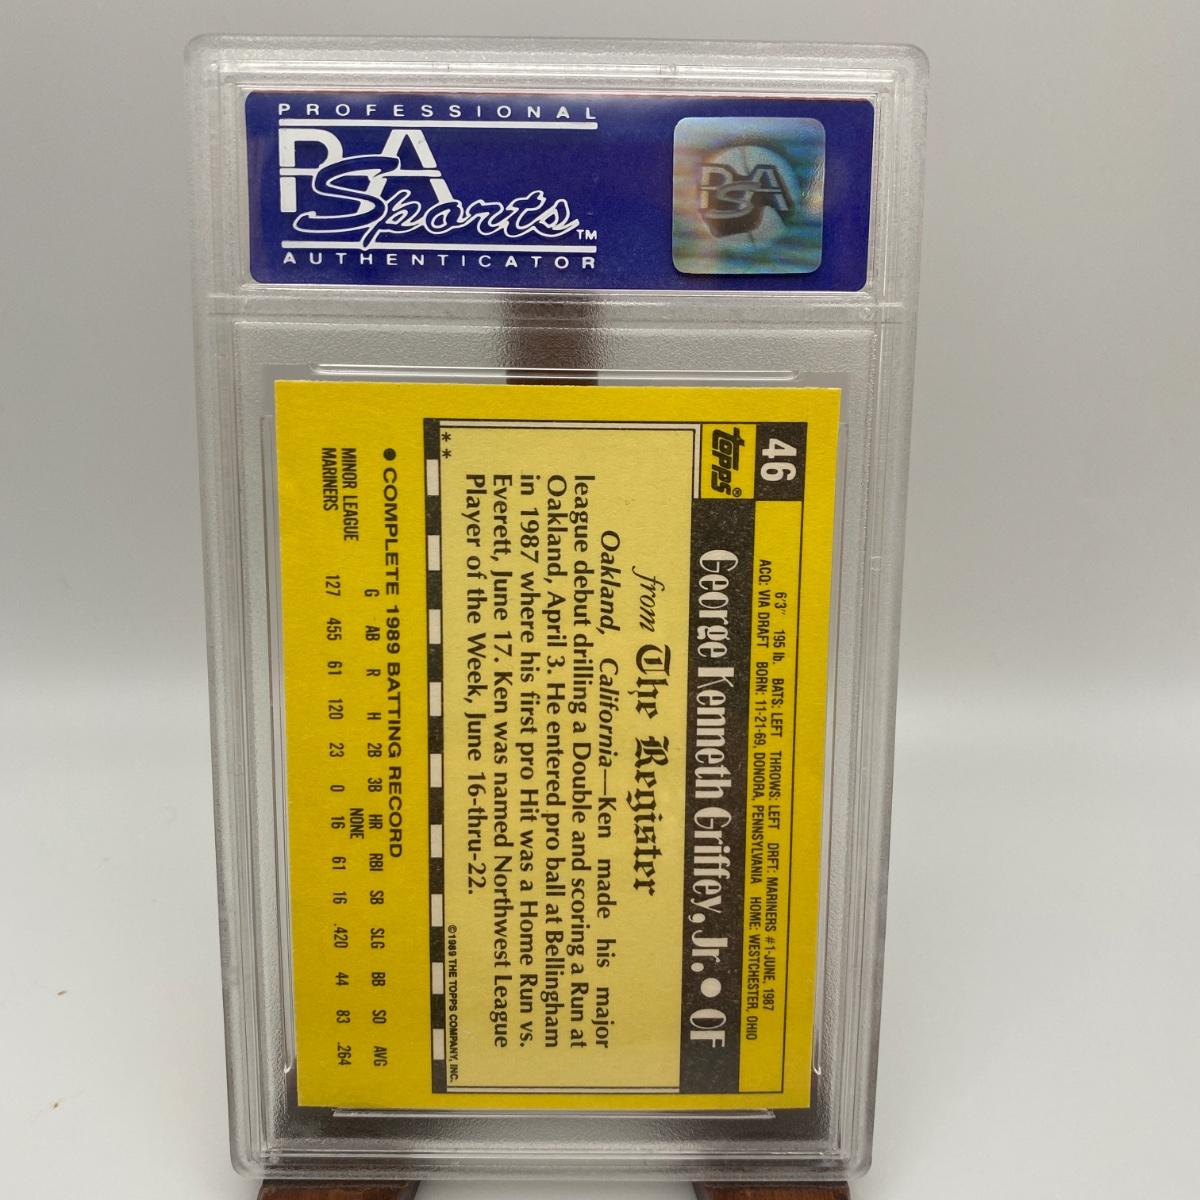 PROFESSIONAL
PSA
Sports™
AUTHENTICATOR
PSA
46
topps®
6'3" 195 lb. BATS: LEFT THROWS: LEFT DRFT: MARINERS #1-JUNE, 1987
ACQ: VIA DRAFT BORN: 11-21-69, DONORA, PENNSYLVANIA HOME: WESTCHESTER, OHIO
George Kenneth Griffey, Jr. ● OF
from The Register
Oakland, California—Ken made his major
league debut drilling a Double and scoring a Run at
Oakland, April 3. He entered pro ball at Bellingham
in 1987 where his first pro Hit was a Home Run vs.
Everett, June 17. Ken was named Northwest League
Player of the Week, June 16-thru-22.
**
©1989 THE TOPPS COMPANY, INC.
● COMPLETE 1989 BATTING RECORD
G AB R H 2B 3B HR RBI SB SLG BB SO AVG
MINOR LEAGUE NONE
MARINERS 127 455 61 120 23 0 16 61 16 .420 44 83 .264